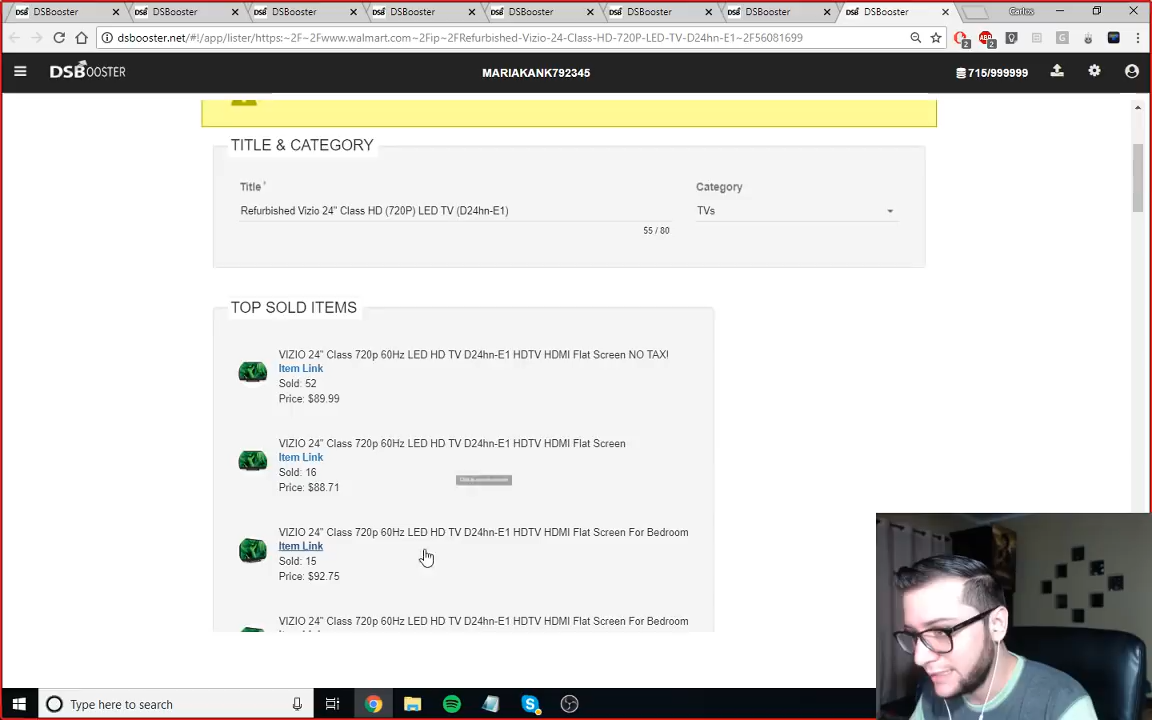 DSBooster DSBooster DSBooster DSBooster DSBooster DSBooster DSBooster DSBooster Carlos
dsbooster.net/#!/app/lister/https:~2F~2Fwww.walmart.com~2Fip~2FRefurbished-Vizio-24-Class-HD-720P-LED-TV-D24hn-E1~2F56081699
DSBOOSTER MARIAKANK792345 715/999999
TITLE & CATEGORY
Title * Category
Refurbished Vizio 24" Class HD (720P) LED TV (D24hn-E1) TVs
55 / 80
TOP SOLD ITEMS
VIZIO 24" Class 720p 60Hz LED HD TV D24hn-E1 HDTV HDMI Flat Screen NO TAX!
Item Link
Sold: 52
Price: $89.99
VIZIO 24" Class 720p 60Hz LED HD TV D24hn-E1 HDTV HDMI Flat Screen
Item Link
Sold: 16
Price: $88.71
VIZIO 24" Class 720p 60Hz LED HD TV D24hn-E1 HDTV HDMI Flat Screen For Bedroom
Item Link
Sold: 15
Price: $92.75
VIZIO 24" Class 720p 60Hz LED HD TV D24hn-E1 HDTV HDMI Flat Screen For Bedroom
Type here to search